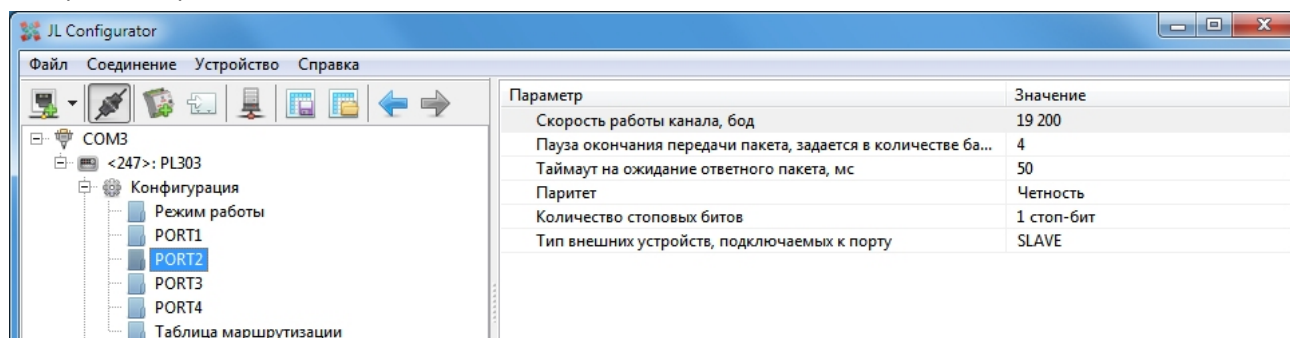 JL Configurator
Файл Соединение Устройство Справка
Параметр Значение
Скорость работы канала, бод 19 200
Пауза окончания передачи пакета, задается в количестве ба... 4
Таймаут на ожидание ответного пакета, мс 50
Паритет Четность
Количество стоповых битов 1 стоп-бит
Тип внешних устройств, подключаемых к порту SLAVE
COM3
<247>: PL303
Конфигурация
Режим работы
PORT1
PORT2
PORT3
PORT4
Таблица маршрутизации